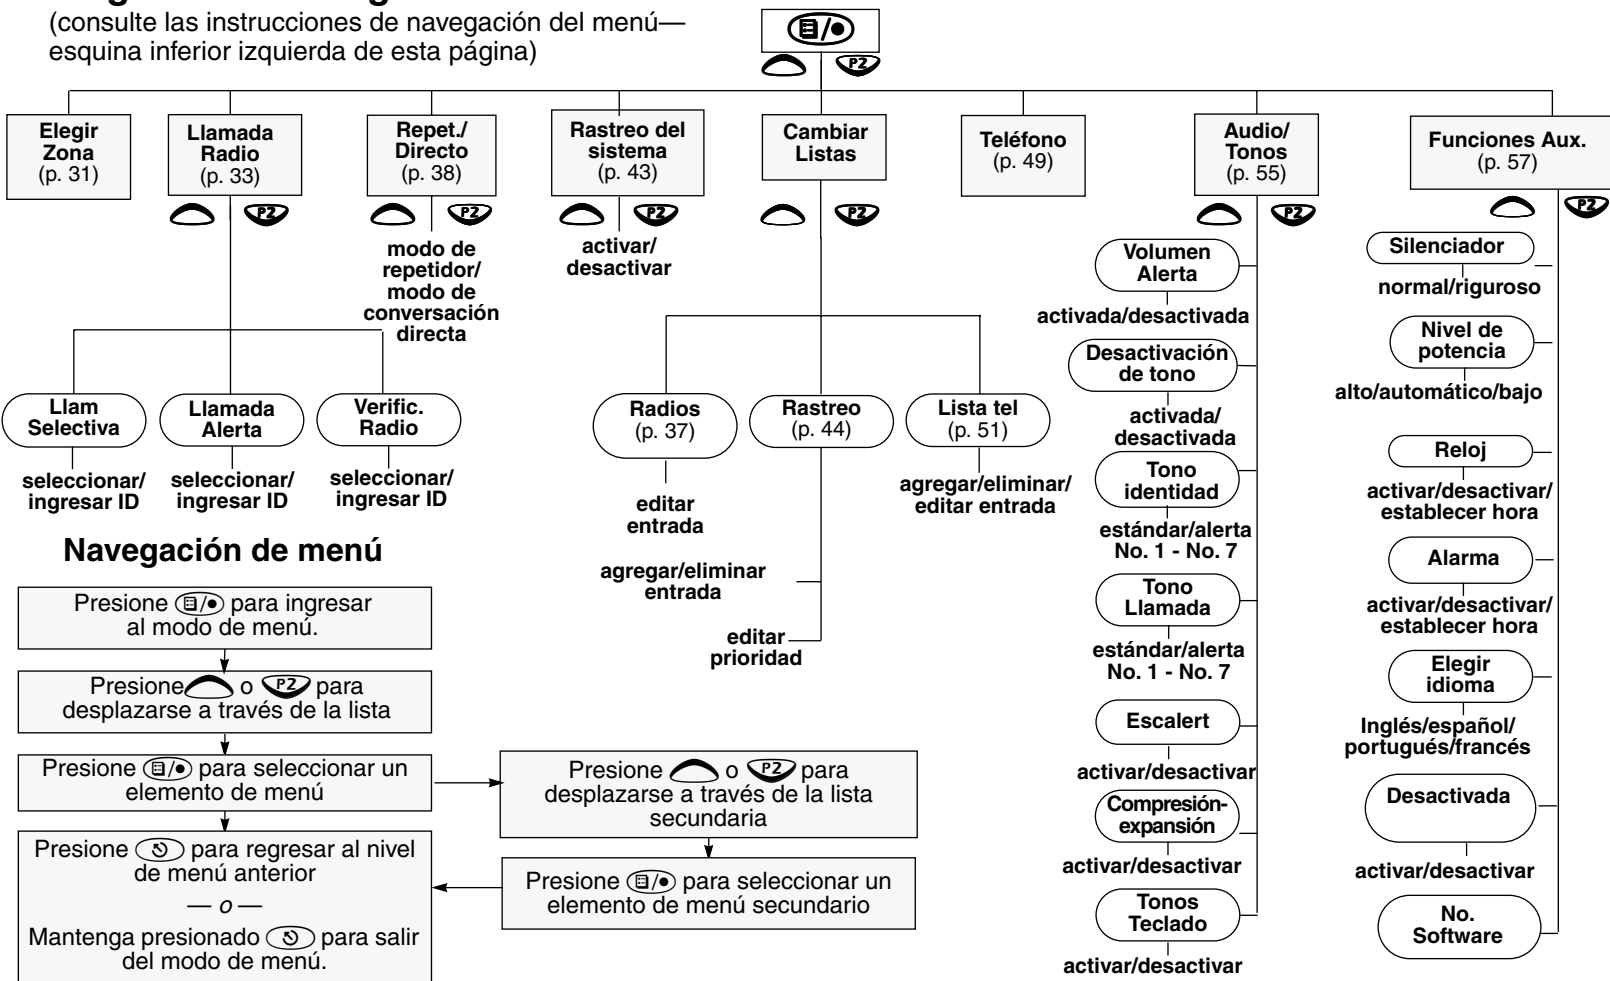 (consulte las instrucciones de navegación del menú—
esquina inferior izquierda de esta página)
P2
Elegir
Zona
(p. 31)
Llamada
Radio
(p. 33)
P2
Repet./
Directo
(p. 38)
P2
modo de
repetidor/
modo de
conversación
directa
Rastreo del
sistema
(p. 43)
P2
activar/
desactivar
Cambiar
Listas
P2
Teléfono
(p. 49)
Audio/
Tonos
(p. 55)
P2
Funciones Aux.
(p. 57)
P2
Llam
Selectiva
seleccionar/
ingresar ID
Llamada
Alerta
seleccionar/
ingresar ID
Verific.
Radio
seleccionar/
ingresar ID
Radios
(p. 37)
editar
entrada
Rastreo
(p. 44)
agregar/eliminar
entrada
editar
prioridad
Lista tel
(p. 51)
agregar/eliminar/
editar entrada
Volumen
Alerta
activada/desactivada
Desactivación
de tono
activada/
desactivada
Tono
identidad
estándar/alerta
No. 1 - No. 7
Tono
Llamada
estándar/alerta
No. 1 - No. 7
Escalert
activar/desactivar
Compresión-
expansión
activar/desactivar
Tonos
Teclado
activar/desactivar
Silenciador
normal/riguroso
Nivel de
potencia
alto/automático/bajo
Reloj
activar/desactivar/
establecer hora
Alarma
activar/desactivar/
establecer hora
Elegir
idioma
Inglés/español/
portugués/francés
Desactivada
activar/desactivar
No.
Software
Navegación de menú
Presione para ingresar
al modo de menú.
Presione o P2 para
desplazarse a través de la lista
Presione para seleccionar un
elemento de menú
Presione o P2 para
desplazarse a través de la lista
secundaria
Presione para seleccionar un
elemento de menú secundario
Presione para regresar al nivel
de menú anterior
— o —
Mantenga presionado para salir
del modo de menú.